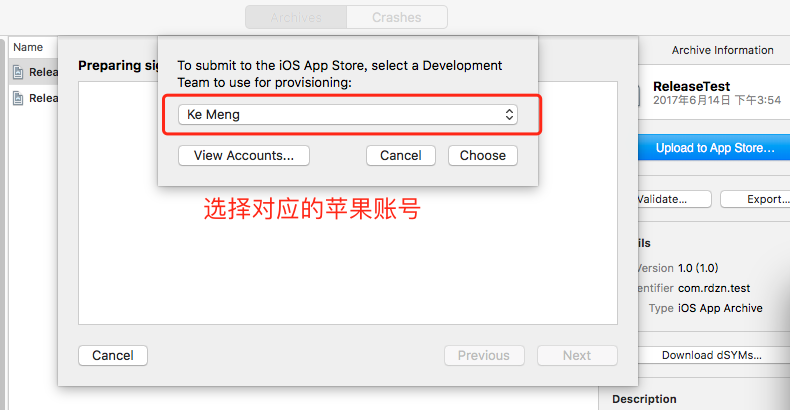 Archives
Crashes
Name
Relea
Relea
Preparing sig
To submit to the iOS App Store, select a Development
Team to use for provisioning:
Ke Meng
View Accounts...
Cancel
Choose
选择对应的苹果账号
Cancel
Previous
Next
Archive Information
ReleaseTest
2017年6月14日 下午3:54
Upload to App Store...
Validate...
Export...
ils
Version 1.0 (1.0)
entifier com.rdzn.test
Type iOS App Archive
Download dSYMs...
Description